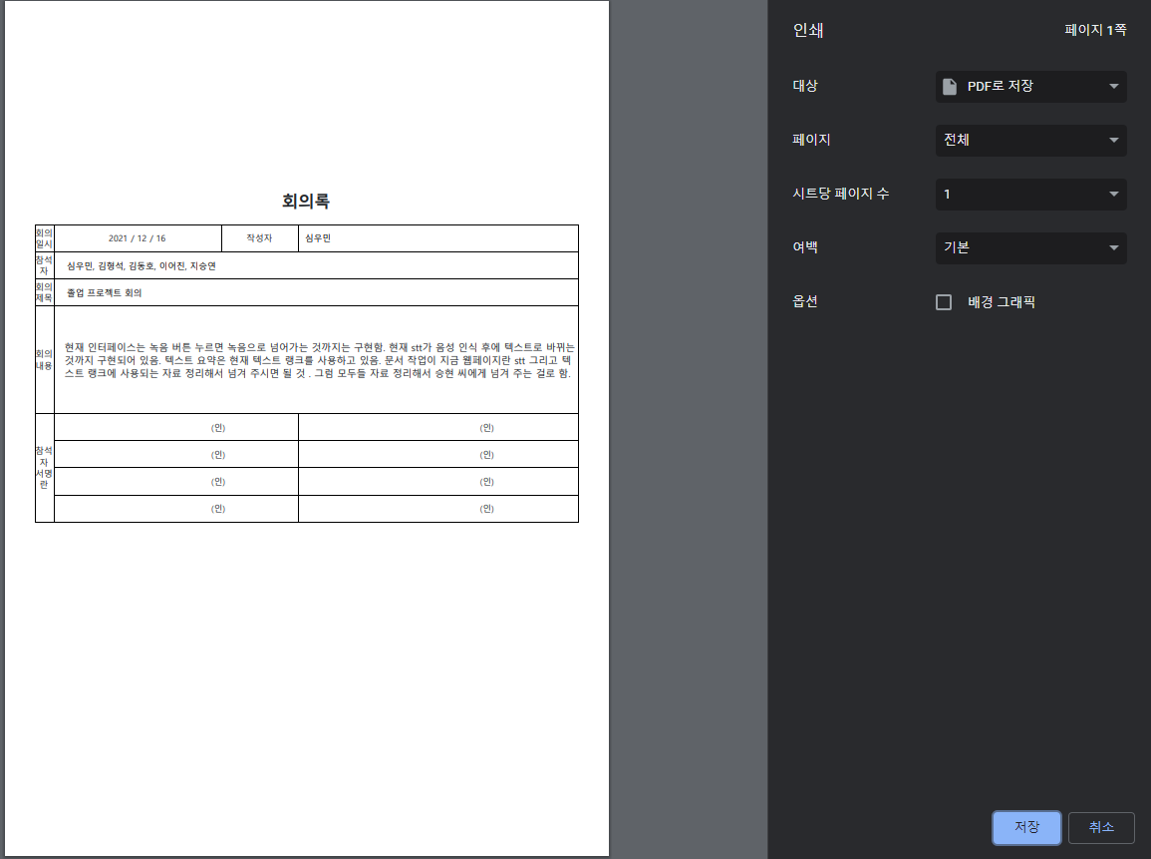 회의록
회의
일시
2021 / 12 / 16
작성자
심우민
참석
자
심우민, 김형석, 김동호, 이어진, 지승연
회의
제목
졸업 프로젝트 회의
회의
내용
현재 인터페이스는 녹음 버튼 누르면 녹음으로 넘어가는 것까지는 구현함. 현재 stt가 음성 인식 후에 텍스트로 바뀌는
것까지 구현되어 있음. 텍스트 요약은 현재 텍스트 랭크를 사용하고 있음. 문서 작업이 지금 웹페이지란 stt 그리고 텍
스트 랭크에 사용되는 자료 정리해서 넘겨 주시면 될 것 . 그럼 모두들 자료 정리해서 승현 씨에게 넘겨 주는 걸로 함.
참석
자
서명
란
(인) (인)
(인) (인)
(인) (인)
(인) (인)
인쇄
페이지 1쪽
대상
PDF로 저장
페이지
전체
시트당 페이지 수
1
여백
기본
옵션
배경 그래픽
저장
취소